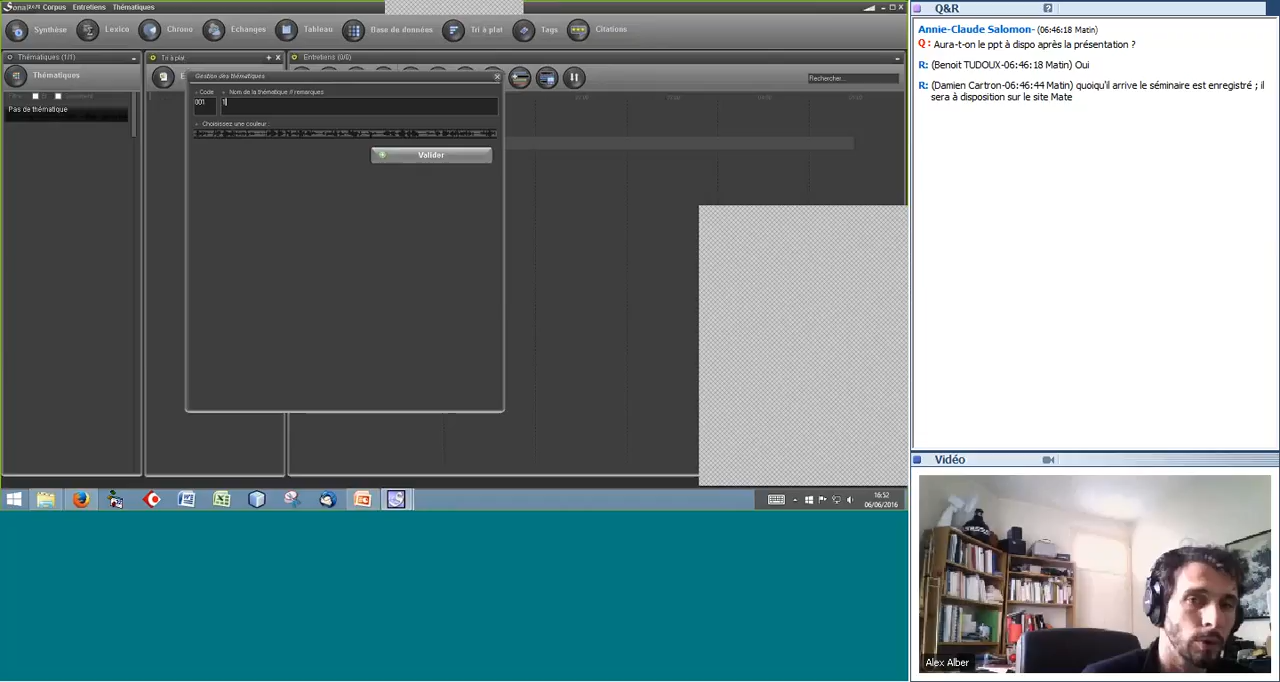 Sonal Corpus Entretiens Thématiques
Synthèse Lexico Chrono Echanges Tableau Base de données Tri à plat Tags Citations
Thématiques (1/1) Tri à plat + X Entretiens (0/0)
Thématiques
Pas de thématique
Gestion des thématiques
Code Nom de la thématique // remarques
001 1
Choisissez une couleur :
Valider
Rechercher...
16:52
06/06/2016
Q&R
Annie-Claude Salomon- (06:46:18 Matin)
Q : Aura-t-on le ppt à dispo après la présentation ?
R: (Benoit TUDOUX-06:46:18 Matin) Oui
R: (Damien Cartron-06:46:44 Matin) quoiqu'il arrive le séminaire est enregistré ; il
sera à disposition sur le site Mate
Vidéo
Alex Alber